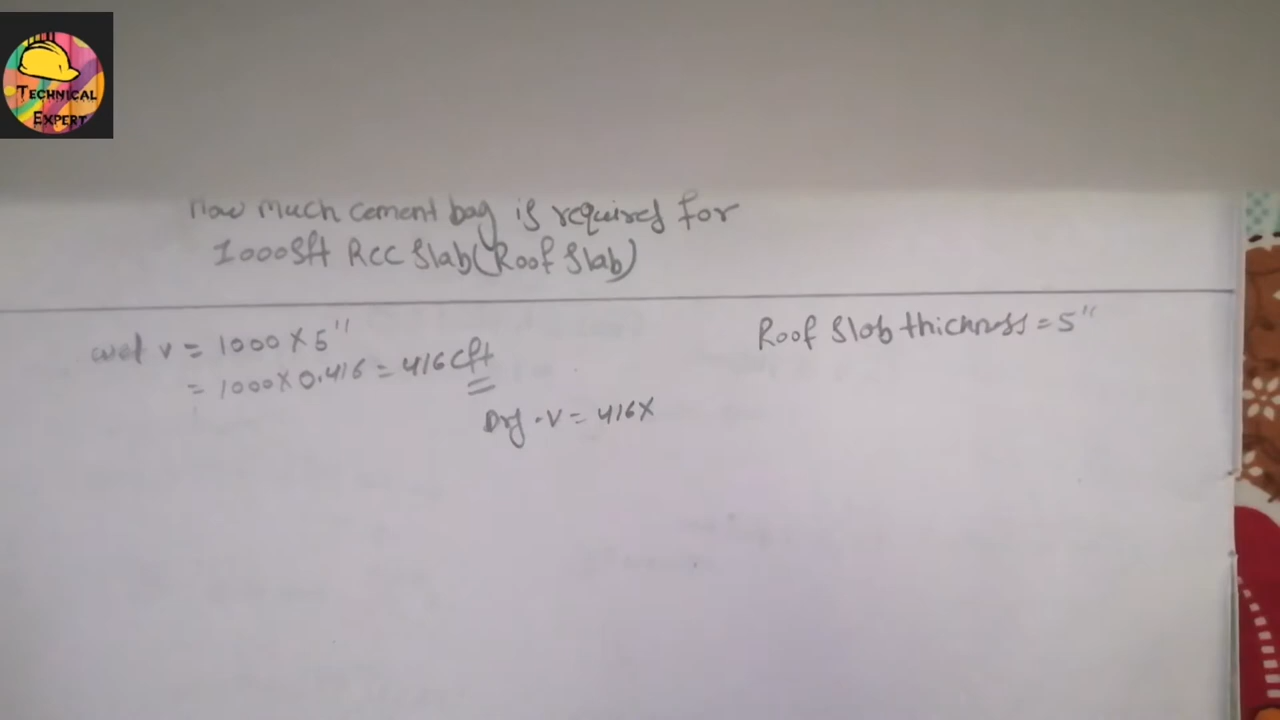 TECHNICAL
EXPERT
How much cement bag is required for
1000Sft RCC Slab(Roof Slab)
wet v = 1000 X 5"
= 1000 X 0.416 = 416 Cft
Roof Slab thickness = 5"
Dry.V = 416X